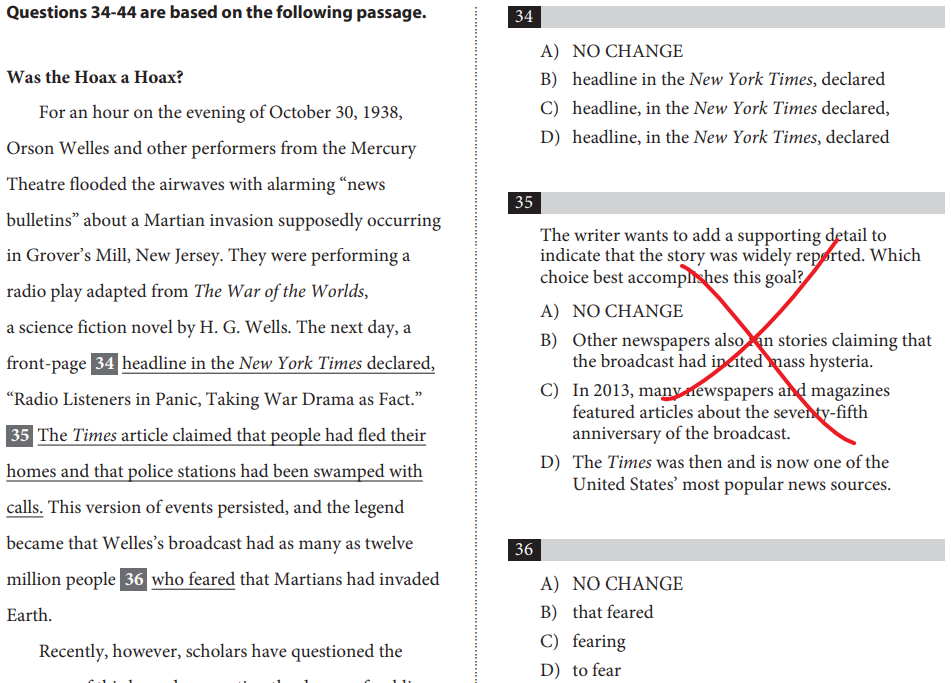 Questions 34-44 are based on the following passage.
Was the Hoax a Hoax?
For an hour on the evening of October 30, 1938,
Orson Welles and other performers from the Mercury
Theatre flooded the airwaves with alarming “news
bulletins” about a Martian invasion supposedly occurring
in Grover’s Mill, New Jersey. They were performing a
radio play adapted from The War of the Worlds,
a science fiction novel by H. G. Wells. The next day, a
front-page 34 headline in the New York Times declared,
“Radio Listeners in Panic, Taking War Drama as Fact.”
35 The Times article claimed that people had fled their
homes and that police stations had been swamped with
calls. This version of events persisted, and the legend
became that Welles’s broadcast had as many as twelve
million people 36 who feared that Martians had invaded
Earth.
Recently, however, scholars have questioned the
34
A) NO CHANGE
B) headline in the New York Times, declared
C) headline, in the New York Times declared,
D) headline, in the New York Times, declared
35
The writer wants to add a supporting detail to
indicate that the story was widely reported. Which
choice best accomplishes this goal?
A) NO CHANGE
B) Other newspapers also ran stories claiming that
the broadcast had incited mass hysteria.
C) In 2013, many newspapers and magazines
featured articles about the seventy-fifth
anniversary of the broadcast.
D) The Times was then and is now one of the
United States’ most popular news sources.
36
A) NO CHANGE
B) that feared
C) fearing
D) to fear